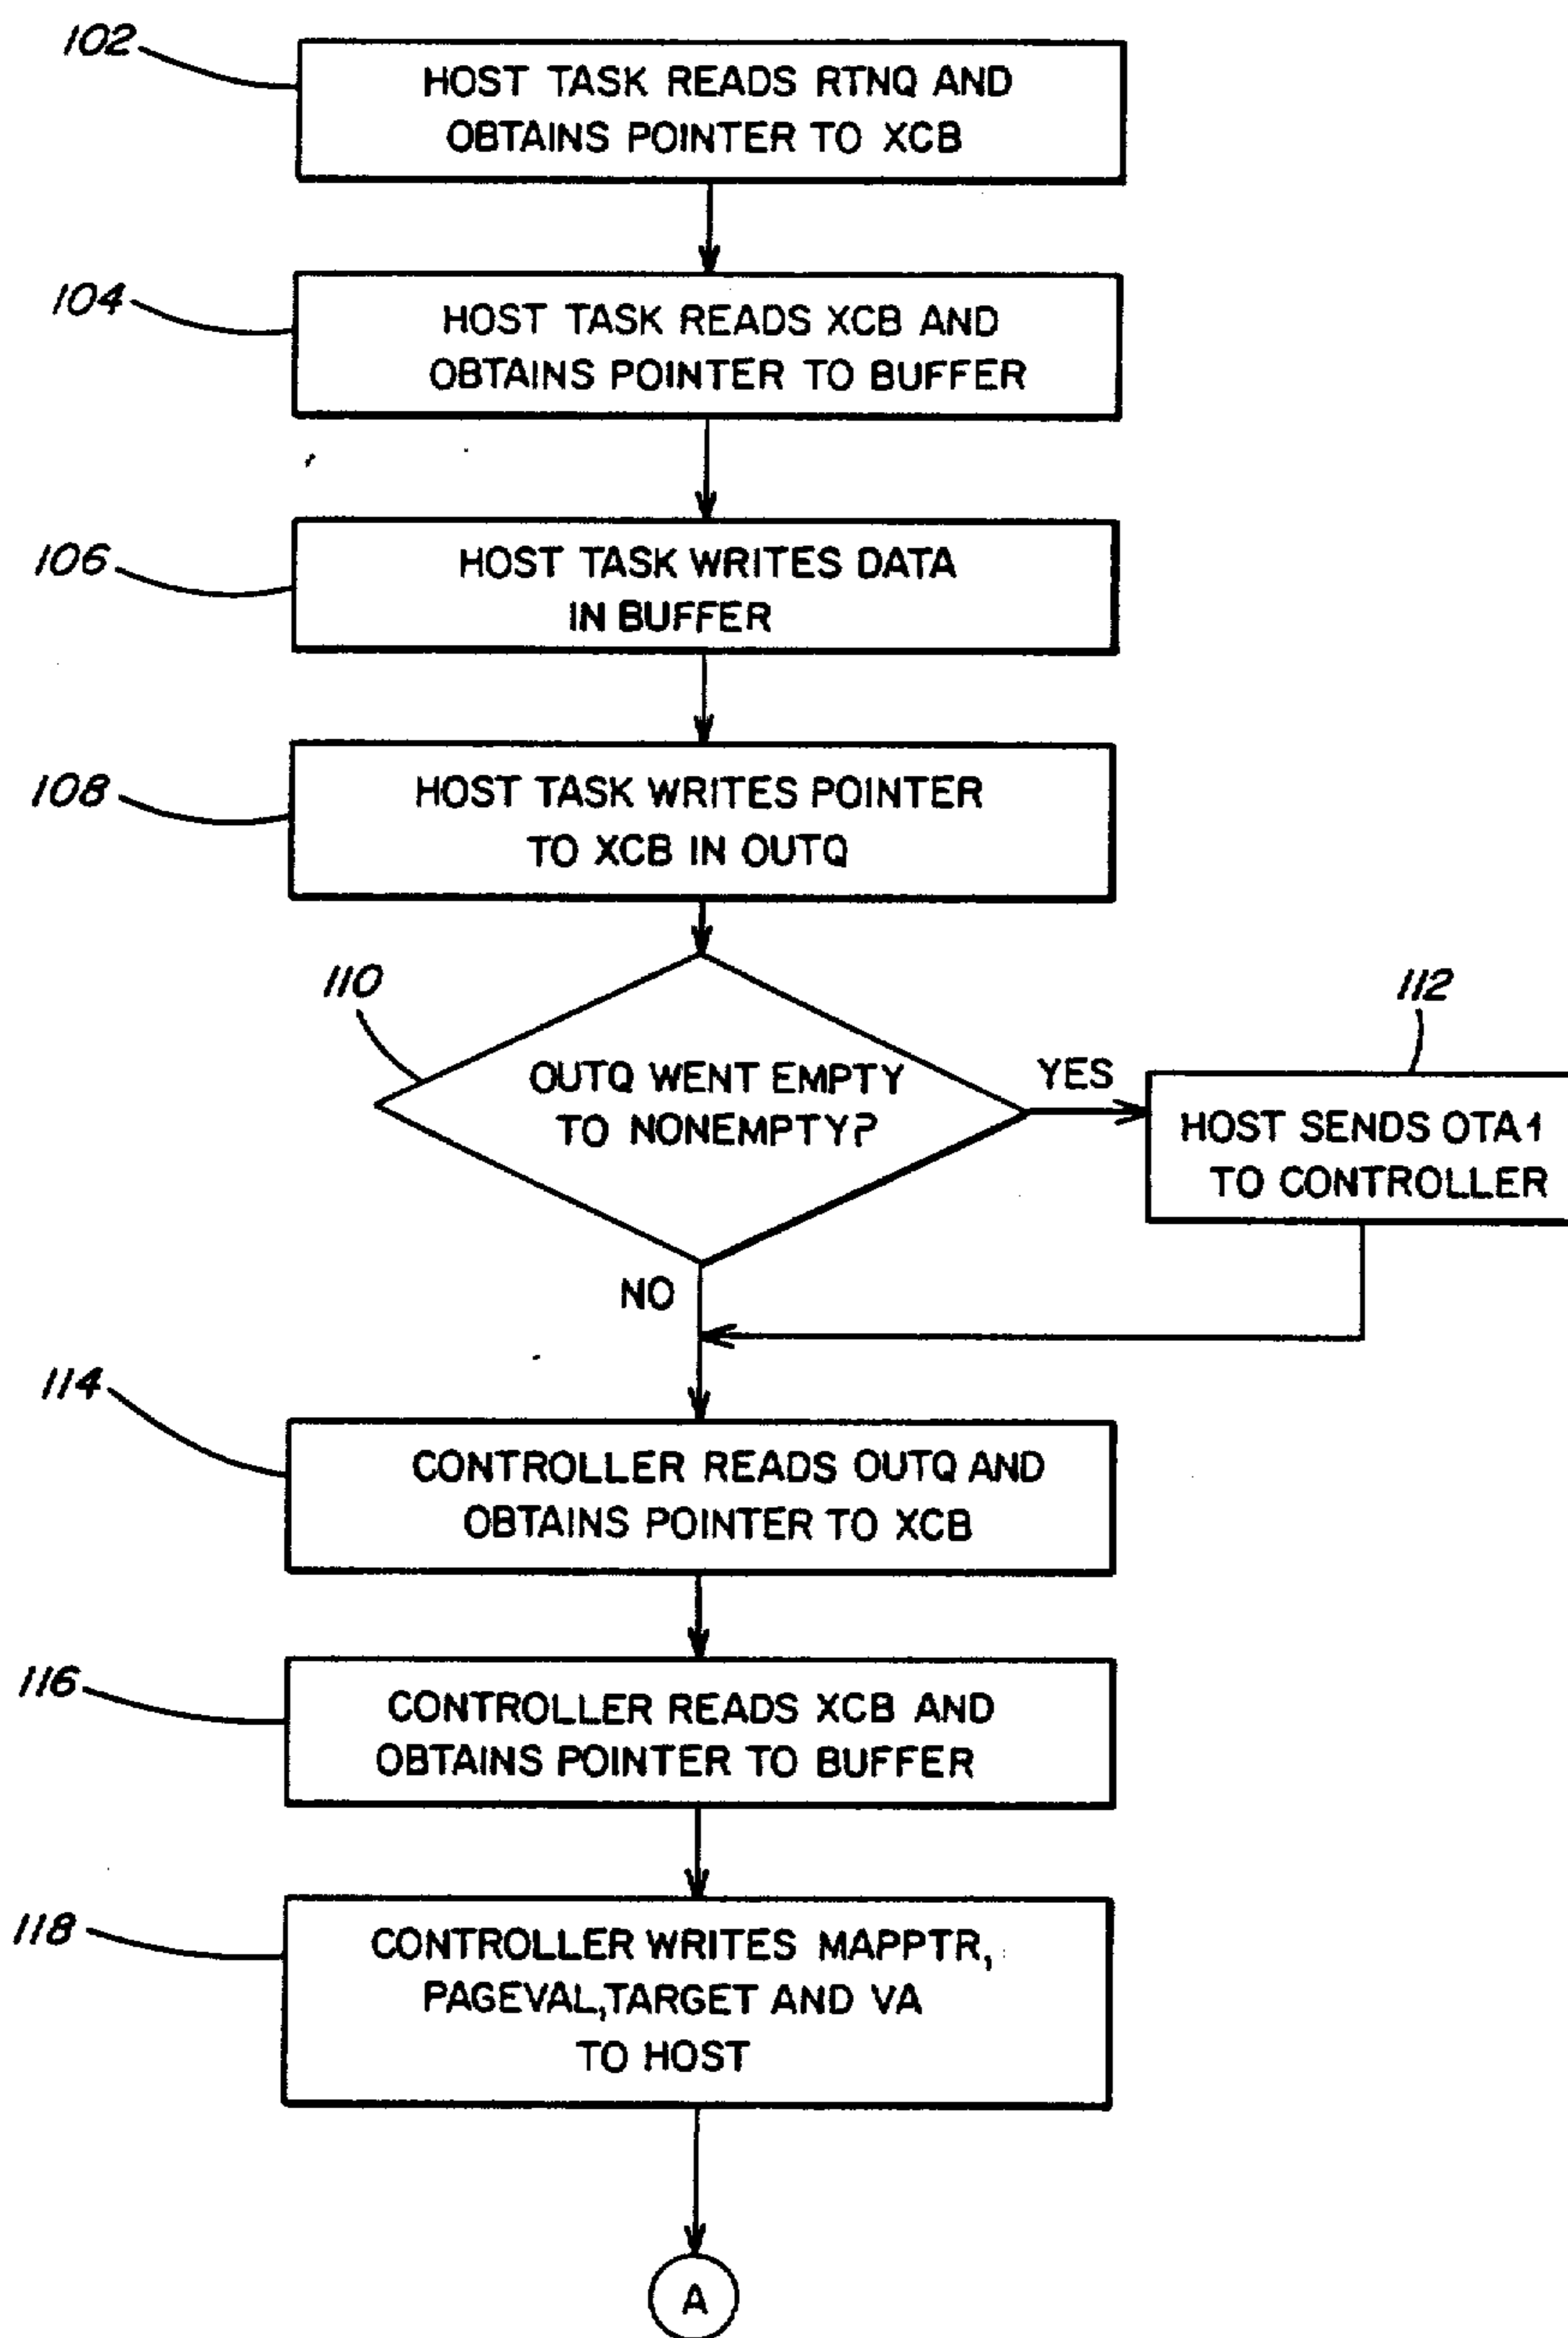 102
HOST TASK READS RTNQ AND
OBTAINS POINTER TO XCB
104
HOST TASK READS XCB AND
OBTAINS POINTER TO BUFFER
106
HOST TASK WRITES DATA
IN BUFFER
108
HOST TASK WRITES POINTER
TO XCB IN OUTQ
110
OUTQ WENT EMPTY
TO NONEMPTY?
YES
112
HOST SENDS OTA1
TO CONTROLLER
NO
114
CONTROLLER READS OUTQ AND
OBTAINS POINTER TO XCB
116
CONTROLLER READS XCB AND
OBTAINS POINTER TO BUFFER
118
CONTROLLER WRITES MAPPTR,
PAGEVAL,TARGET AND VA
TO HOST
A